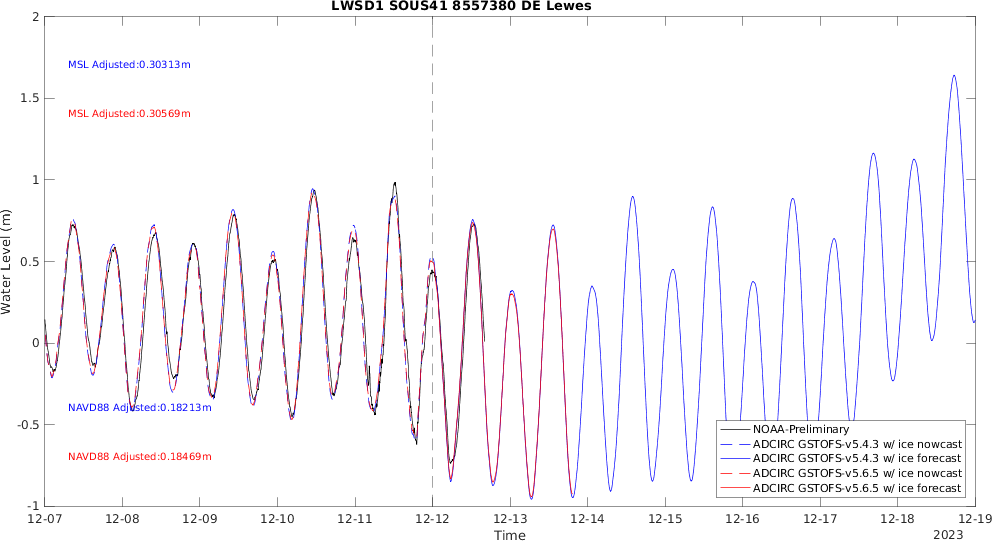 LWSD1 SOUS41 8557380 DE Lewes
2
1.5
1
0.5
0
-0.5
-1
Water Level (m)
MSL Adjusted:0.30313m
MSL Adjusted:0.30569m
NAVD88 Adjusted:0.18213m
NAVD88 Adjusted:0.18469m
NOAA-Preliminary
ADCIRC GSTOFS-v5.4.3 w/ ice nowcast
ADCIRC GSTOFS-v5.4.3 w/ ice forecast
ADCIRC GSTOFS-v5.6.5 w/ ice nowcast
ADCIRC GSTOFS-v5.6.5 w/ ice forecast
12-07 12-08 12-09 12-10 12-11 12-12 12-13 12-14 12-15 12-16 12-17 12-18 12-19
Time
2023